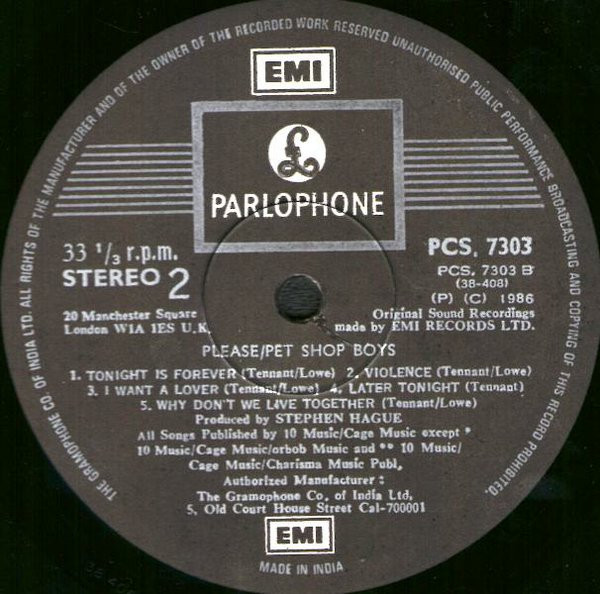 THE GRAMOPHONE CO. OF INDIA LTD. ALL RIGHTS OF THE MANUFACTURER AND OF THE OWNER OF THE RECORDED WORK RESERVED UNAUTHORISED PUBLIC PERFORMANCE BROADCASTING AND COPYING OF THIS RECORD PROHIBITED.
EMI
£
PARLOPHONE
33 1/3 r.p.m.
STEREO 2
PCS. 7303
PCS. 7303 B
(38-408)
(P) (C) 1986
20 Manchester Square
London W1A 1ES U.K.
Original Sound Recordings
made by EMI RECORDS LTD.
PLEASE/PET SHOP BOYS
1. TONIGHT IS FOREVER (Tennant/Lowe) 2. VIOLENCE (Tennant/Lowe)
3. I WANT A LOVER (Tennant/Lowe) 4. LATER TONIGHT (Tennant)
5. WHY DON'T WE LIVE TOGETHER (Tennant/Lowe)
Produced by STEPHEN HAGUE
All Songs Published by 10 Music/Cage Music except *
10 Music/Cage Music/orbob Music and ** 10 Music/
Cage Music/Charisma Music Publ,
Authorized Manufacturer :
The Gramophone Co. of India Ltd,
5, Old Court House Street Cal-700001
EMI
MADE IN INDIA